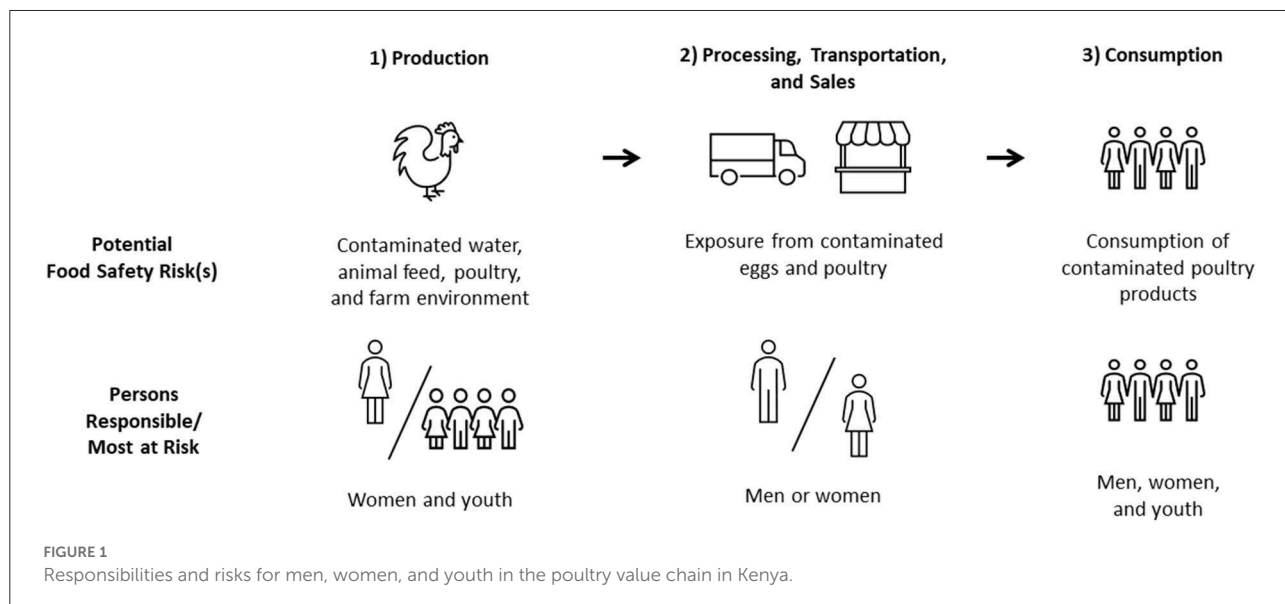 1) Production
2) Processing, Transportation,
and Sales
3) Consumption
Potential
Food Safety Risk(s)
Contaminated water,
animal feed, poultry,
and farm environment
Exposure from contaminated
eggs and poultry
Consumption of
contaminated poultry
products
Persons
Responsible/
Most at Risk
Women and youth
Men or women
Men, women,
and youth
FIGURE 1
Responsibilities and risks for men, women, and youth in the poultry value chain in Kenya.